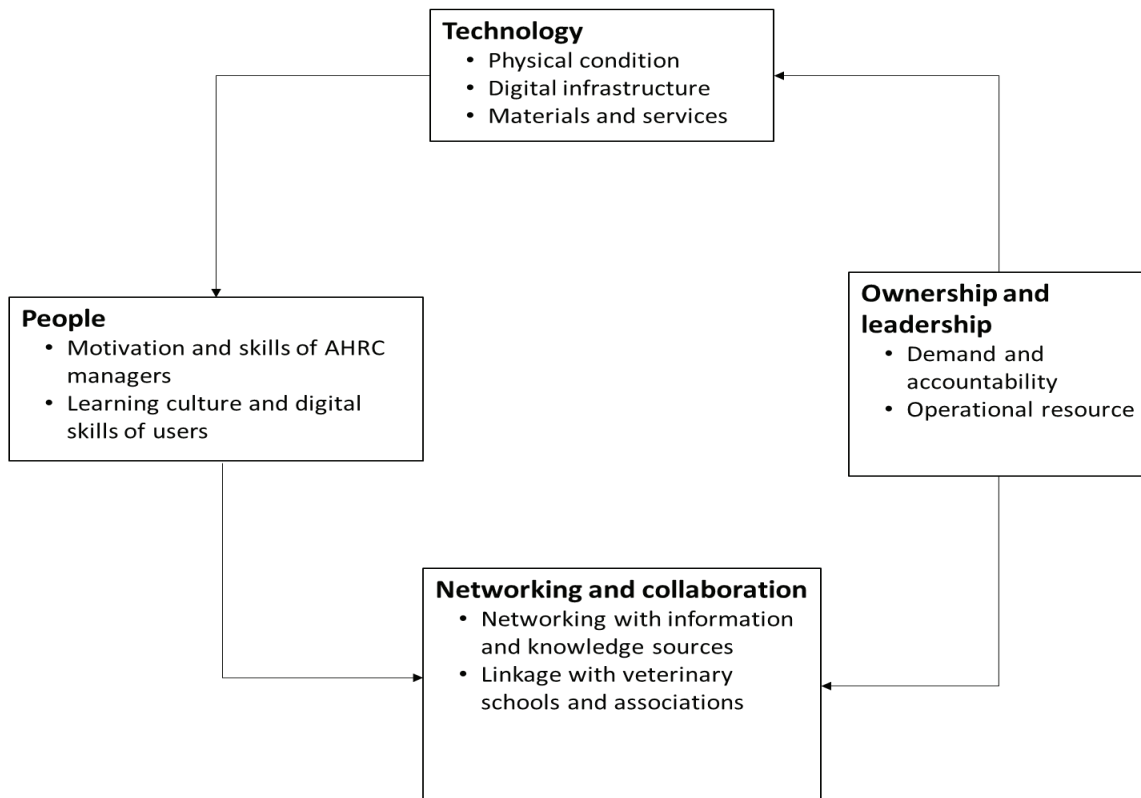 Technology
• Physical condition
• Digital infrastructure
• Materials and services
People
• Motivation and skills of AHRC
managers
• Learning culture and digital
skills of users
Ownership and
leadership
• Demand and
accountability
• Operational resource
Networking and collaboration
• Networking with information
and knowledge sources
• Linkage with veterinary
schools and associations